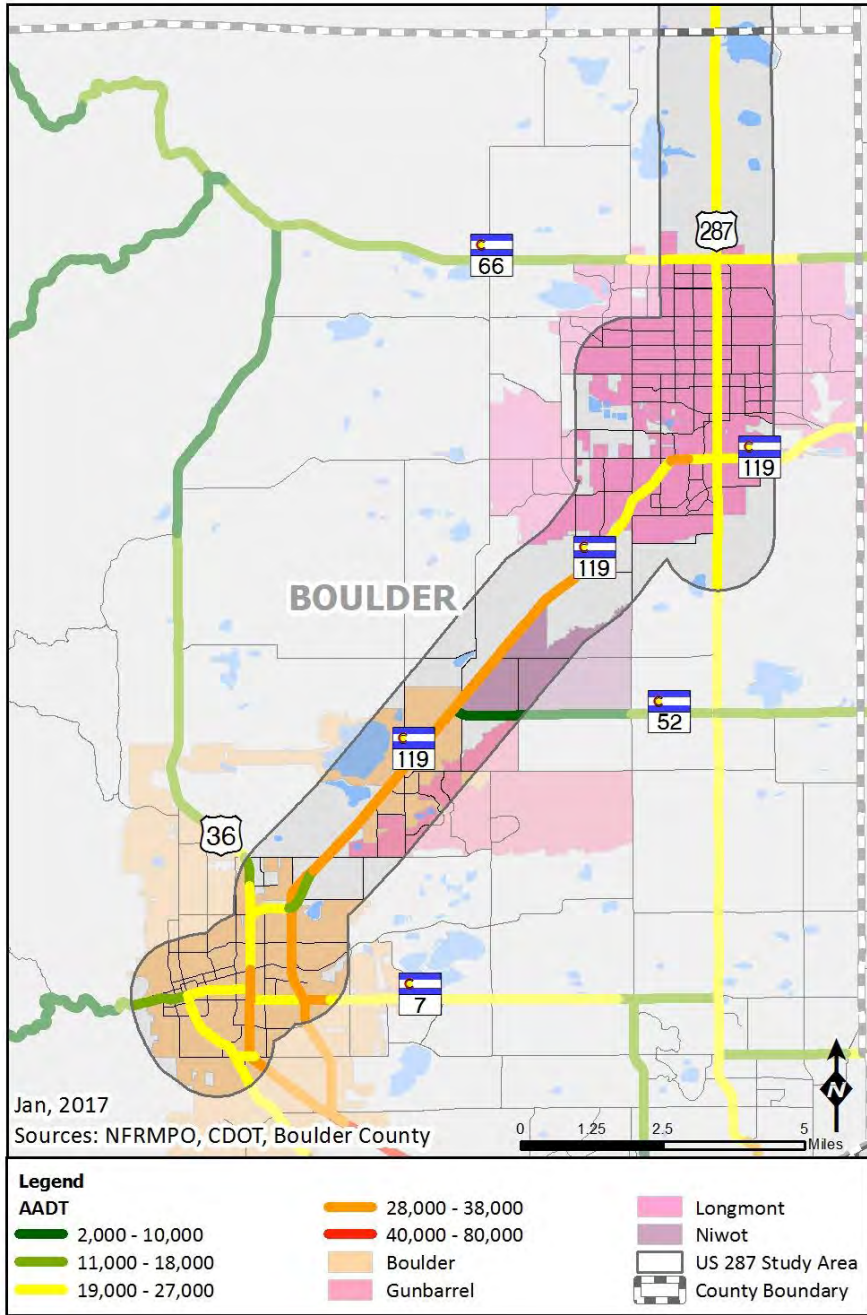 287
66
119
119
BOULDER
52
119
36
7
N
Jan, 2017
Sources: NFRMPO, CDOT, Boulder County
0 1.25 2.5 5
Miles
Legend
AADT
2,000 - 10,000
11,000 - 18,000
19,000 - 27,000
28,000 - 38,000
40,000 - 80,000
Boulder
Gunbarrel
Longmont
Niwot
US 287 Study Area
County Boundary